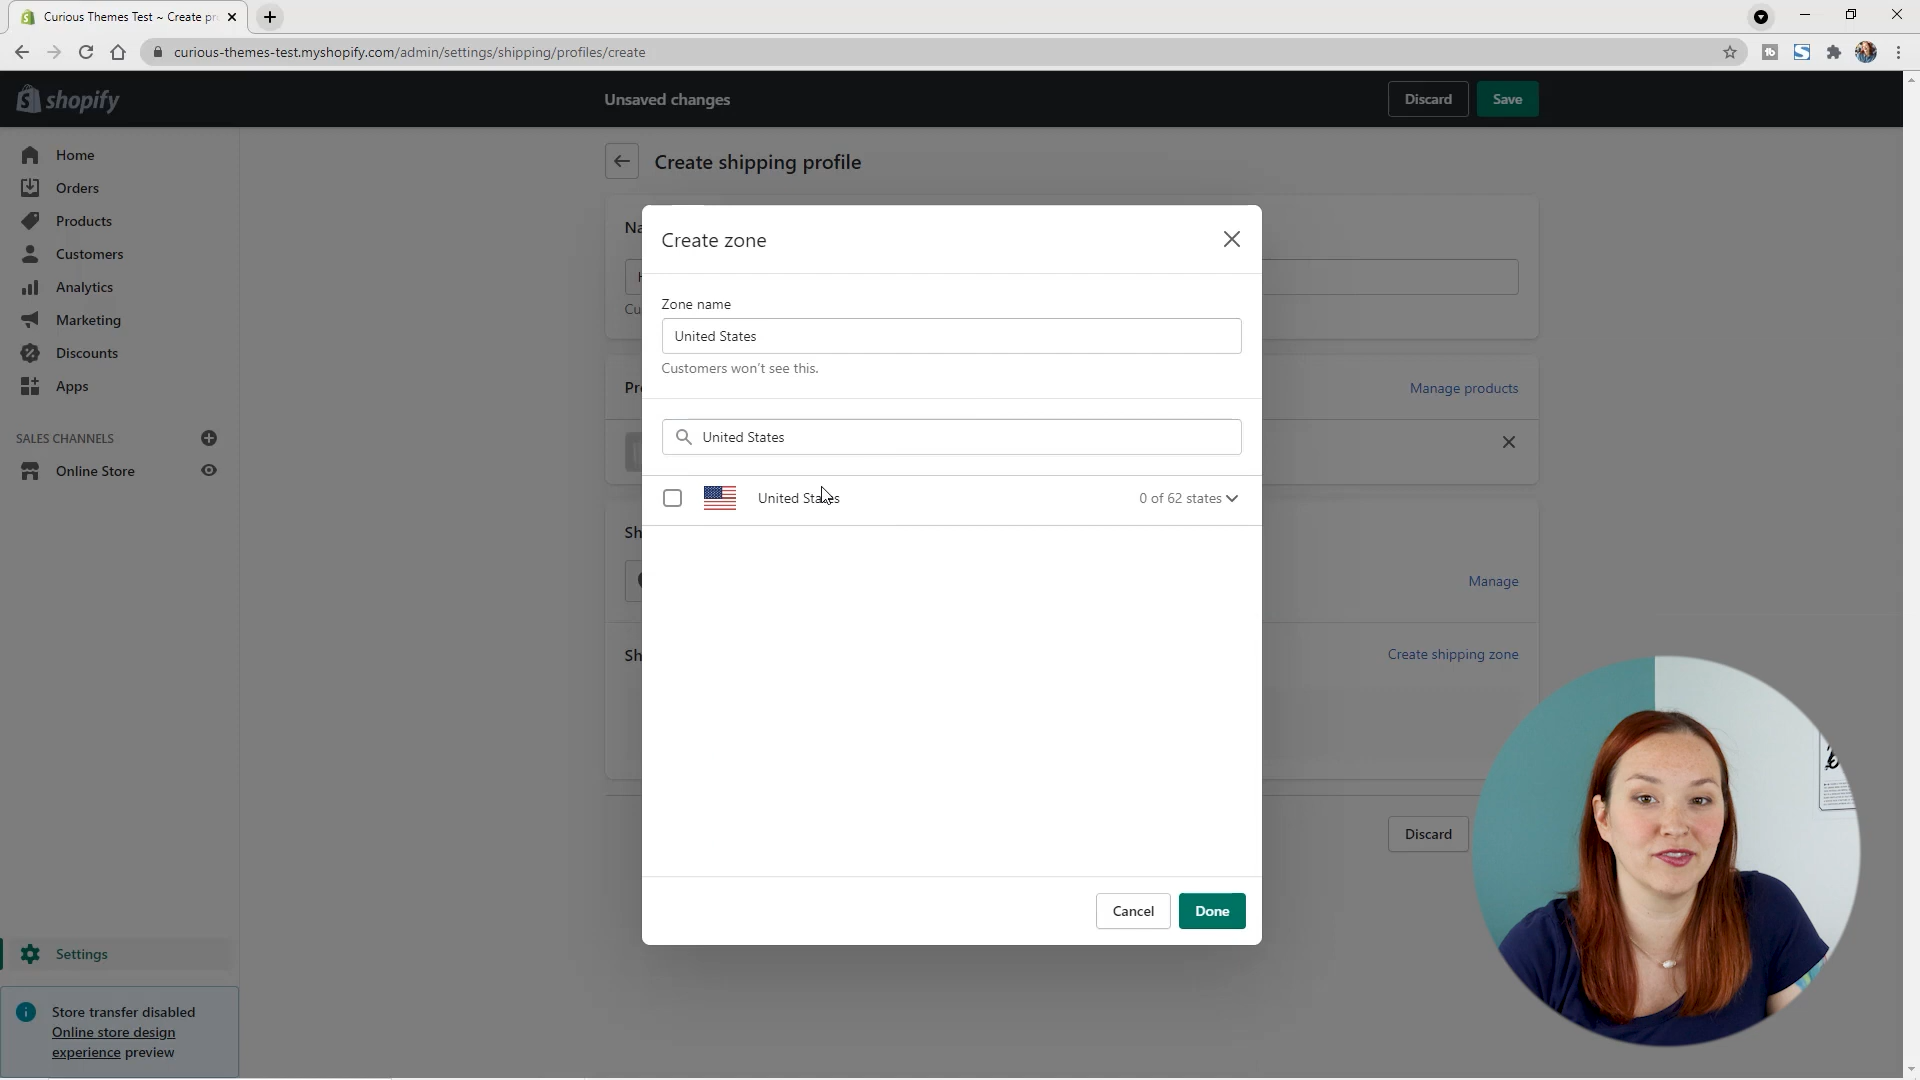 Curious Themes Test ~ Create pr
curious-themes-test.myshopify.com/admin/settings/shipping/profiles/create
shopify
Unsaved changes
Discard
Save
Home
Orders
Products
Customers
Analytics
Marketing
Discounts
Apps
SALES CHANNELS
Online Store
Settings
Store transfer disabled
Online store design
experience preview
Create shipping profile
Na
H
Cu
Pr
Manage products
Sh
Manage
Sh
Create shipping zone
Discard
Create zone
Zone name
United States
Customers won't see this.
United States
United States
0 of 62 states
Cancel
Done